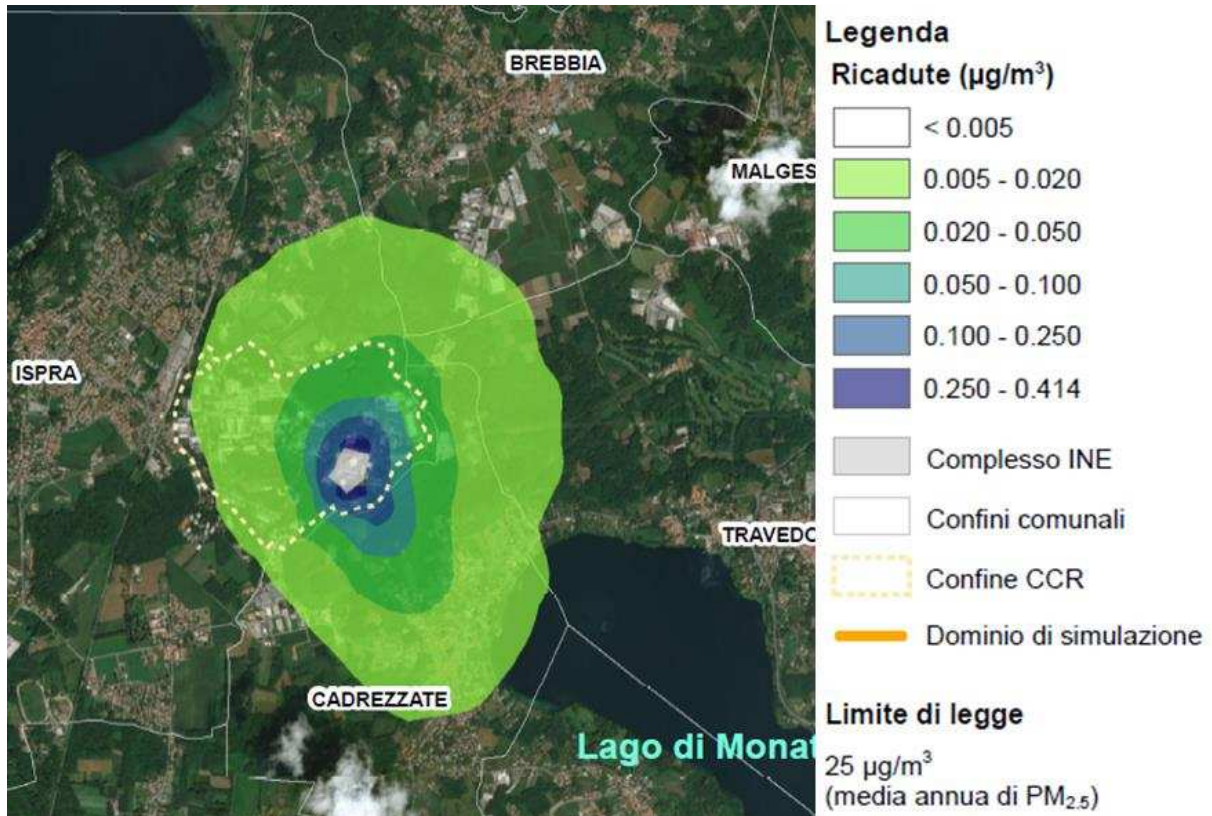 BREBBIA
MALGES
ISPRA
TRAVEDO
CADREZZATE
Lago di Monat
Legenda
Ricadute (µg/m³)
< 0.005
0.005 - 0.020
0.020 - 0.050
0.050 - 0.100
0.100 - 0.250
0.250 - 0.414
Complesso INE
Confini comunali
Confine CCR
Dominio di simulazione
Limite di legge
25 µg/m³
(media annua di PM₂.₅)